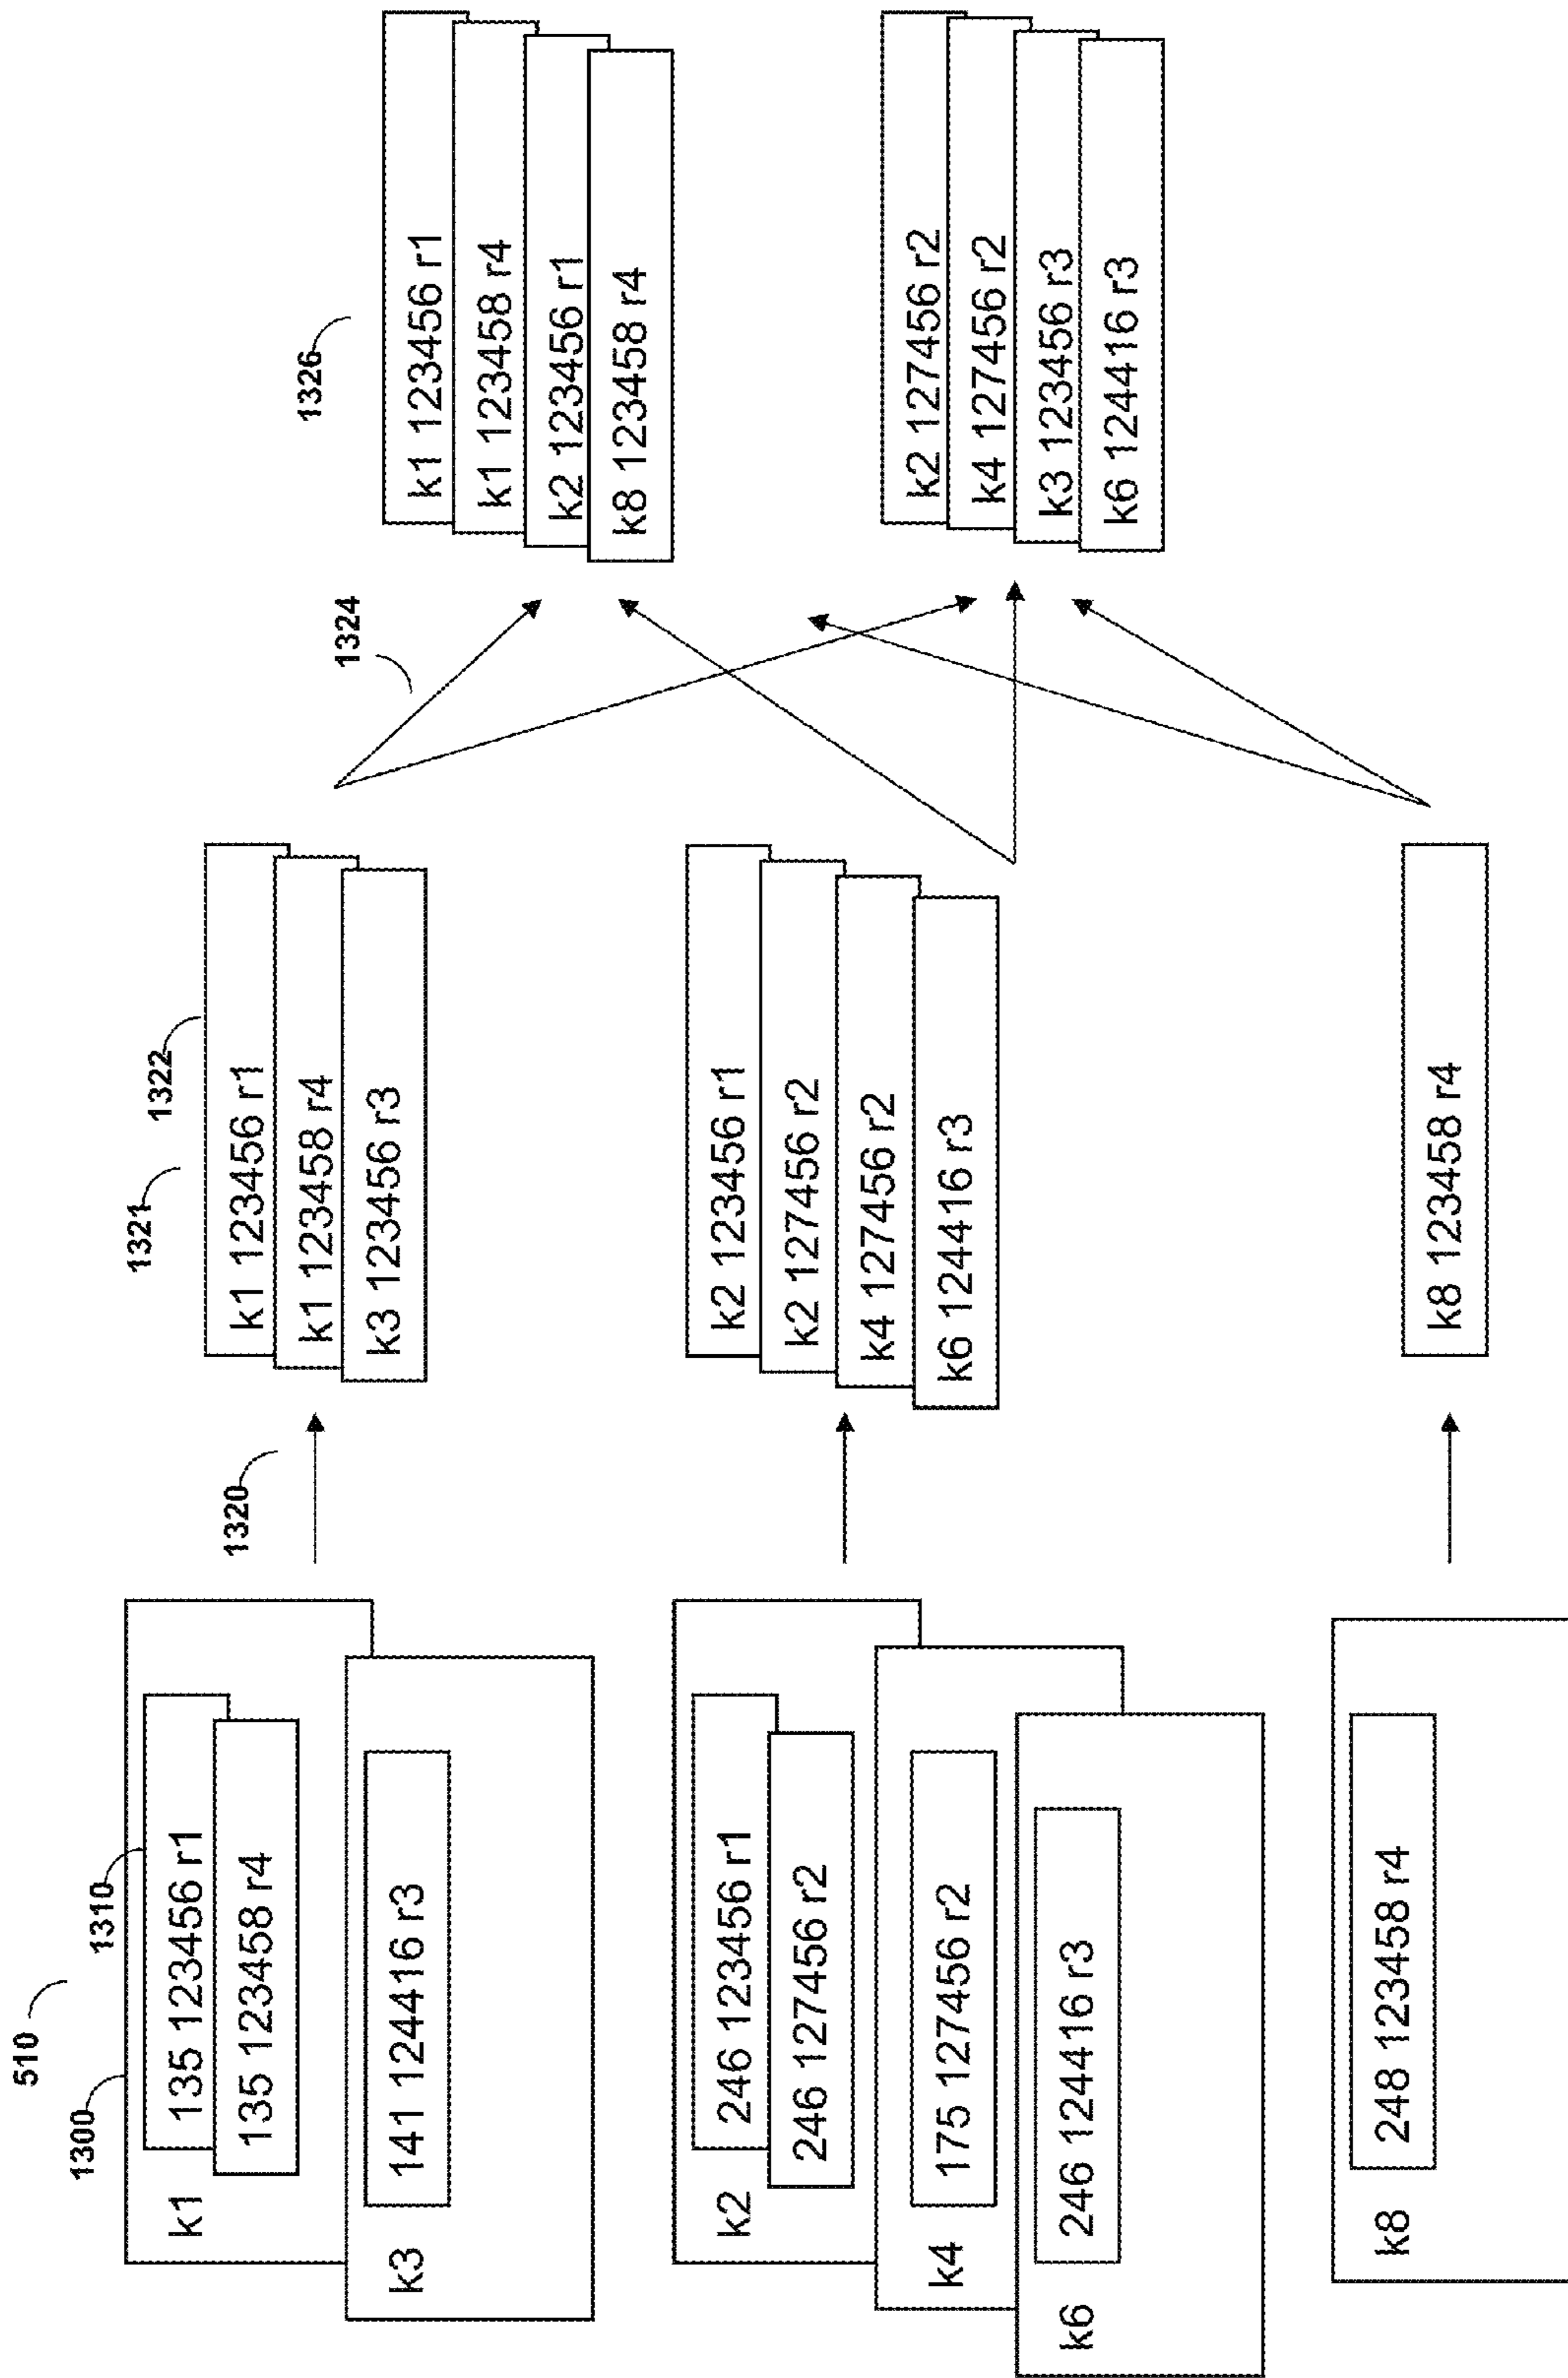 510
1300
1310
k1
135 123456 r1
135 123458 r4
k3
141 124416 r3
k2
246 123456 r1
246 127456 r2
k4
175 127456 r2
k6
246 124416 r3
k8
248 123458 r4
1320
1321
1322
k1 123456 r1
k1 123458 r4
k3 123456 r3
k2 123456 r1
k2 127456 r2
k4 127456 r2
k6 124416 r3
k8 123458 r4
1324
1326
k1 123456 r1
k1 123458 r4
k2 123456 r1
k8 123458 r4
k2 127456 r2
k4 127456 r2
k3 123456 r3
k6 124416 r3